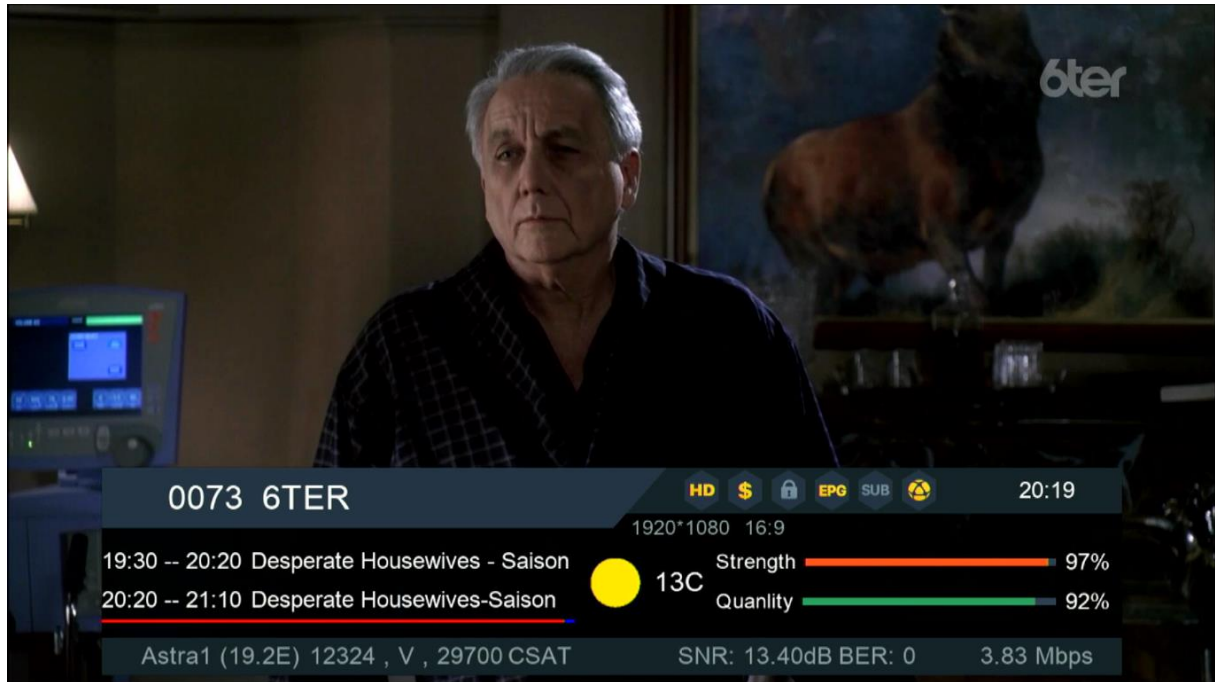 6ter
0073 6TER
HD $ EPG SUB 20:19
1920*1080 16:9
19:30 -- 20:20 Desperate Housewives - Saison
20:20 -- 21:10 Desperate Housewives-Saison
13C
Strength 97%
Quanlity 92%
Astra1 (19.2E) 12324 , V , 29700 CSAT SNR: 13.40dB BER: 0 3.83 Mbps